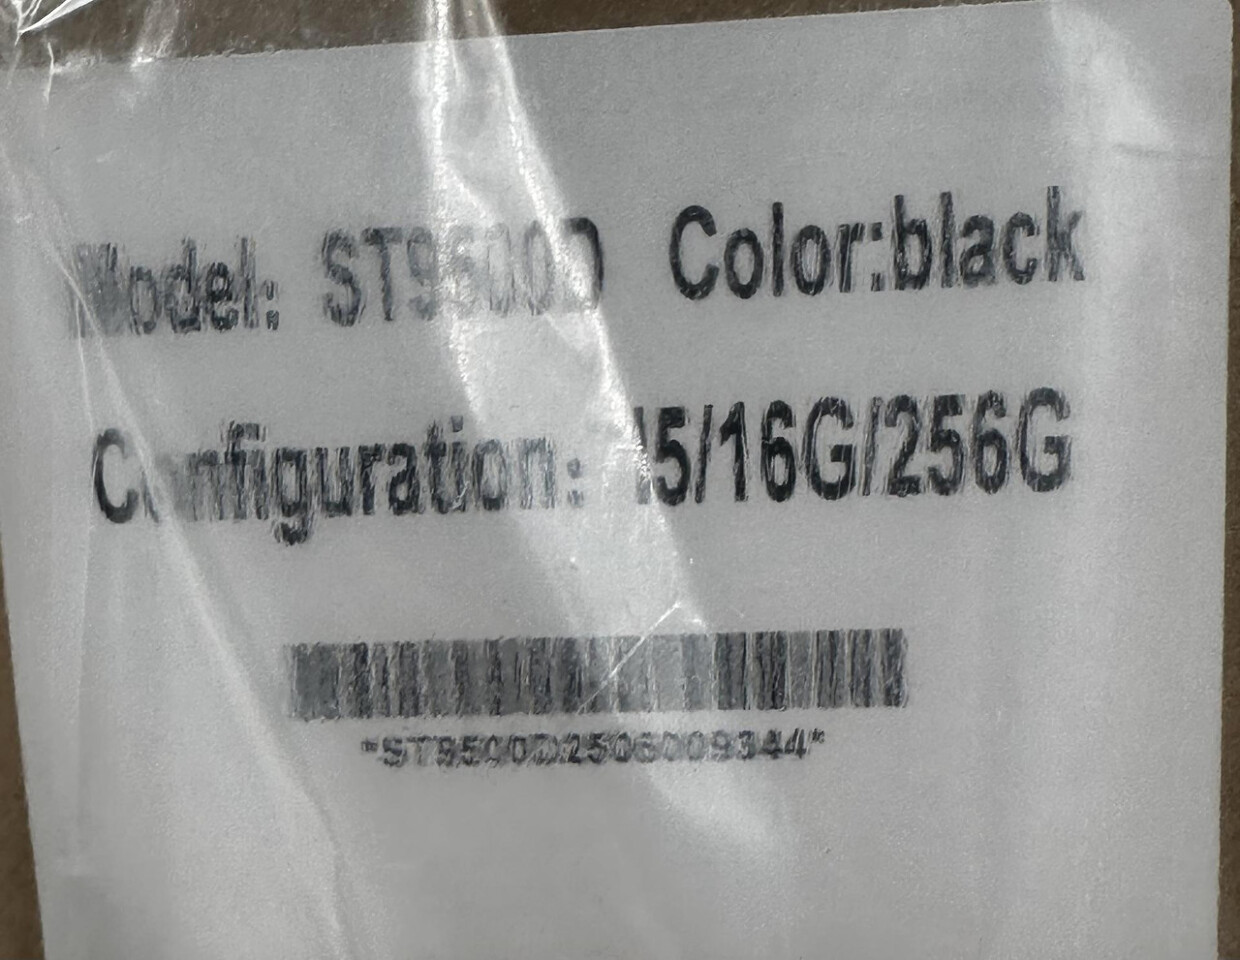 Model: ST9500D Color:black
Configuration: I5/16G/256G
*ST9500D2506009344*